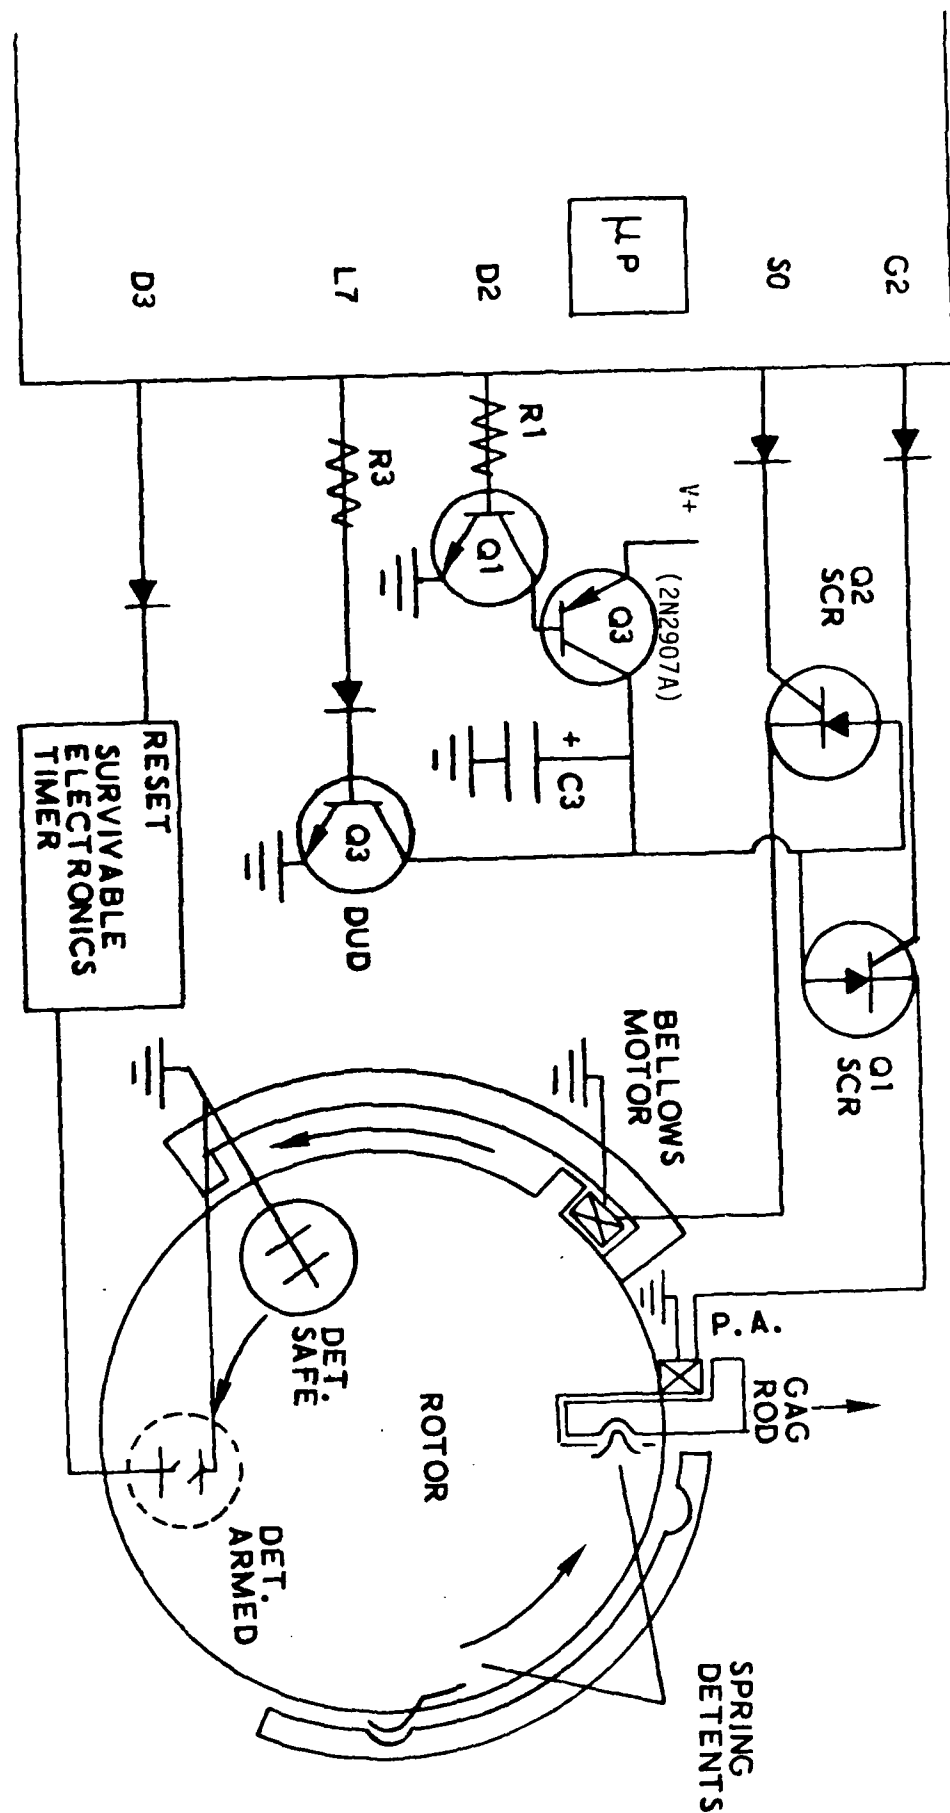 G2
S0
μP
D2
L7
D3
R1
R3
V+
Q1
Q3
(2N2907A)
Q2
SCR
+
C3
Q3
DUD
Q1
SCR
RESET
SURVIVABLE
ELECTRONICS
TIMER
BELLOWS
MOTOR
P.A.
GAG
ROD
DET.
SAFE
ROTOR
DET.
ARMED
SPRING
DETENTS